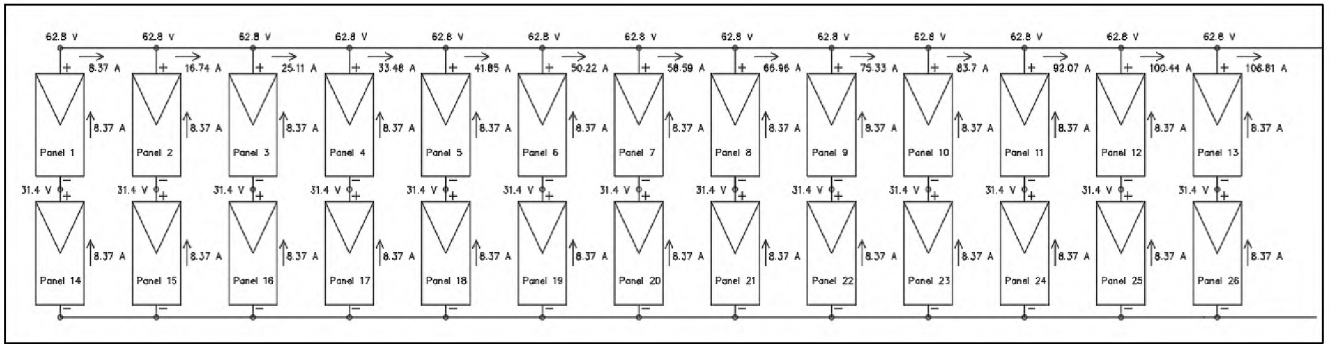 62.8 V 62.8 V 62.8 V 62.8 V 62.8 V 62.8 V 62.8 V 62.8 V 62.8 V 62.8 V 62.8 V 62.8 V 62.8 V
+ 8.37 A + 16.74 A + 25.11 A + 33.48 A + 41.85 A + 50.22 A + 58.59 A + 66.96 A + 75.33 A + 83.7 A + 92.07 A + 100.44 A + 108.81 A
8.37 A 8.37 A 8.37 A 8.37 A 8.37 A 8.37 A 8.37 A 8.37 A 8.37 A 8.37 A 8.37 A 8.37 A 8.37 A
Panel 1 Panel 2 Panel 3 Panel 4 Panel 5 Panel 6 Panel 7 Panel 8 Panel 9 Panel 10 Panel 11 Panel 12 Panel 13
− − − − − − − − − − − − −
31.4 V + 31.4 V + 31.4 V + 31.4 V + 31.4 V + 31.4 V + 31.4 V + 31.4 V + 31.4 V + 31.4 V + 31.4 V + 31.4 V + 31.4 V +
8.37 A 8.37 A 8.37 A 8.37 A 8.37 A 8.37 A 8.37 A 8.37 A 8.37 A 8.37 A 8.37 A 8.37 A 8.37 A
Panel 14 Panel 15 Panel 16 Panel 17 Panel 18 Panel 19 Panel 20 Panel 21 Panel 22 Panel 23 Panel 24 Panel 25 Panel 26
− − − − − − − − − − − − −